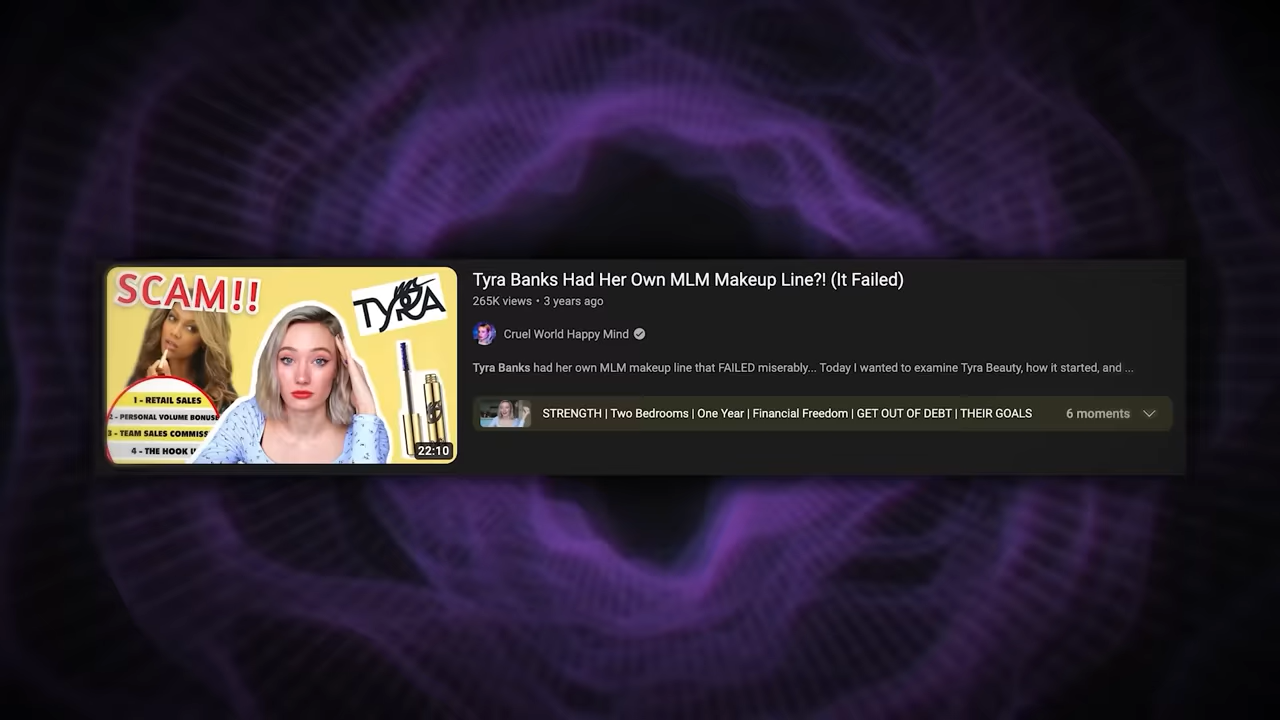 SCAM!!
TYRA
1 - RETAIL SALES
2 - PERSONAL VOLUME BONUS
3 - TEAM SALES COMMISS
4 - THE HOOK U
22:10
Tyra Banks Had Her Own MLM Makeup Line?! (It Failed)
265K views • 3 years ago
Cruel World Happy Mind
Tyra Banks had her own MLM makeup line that FAILED miserably... Today I wanted to examine Tyra Beauty, how it started, and ...
STRENGTH | Two Bedrooms | One Year | Financial Freedom | GET OUT OF DEBT | THEIR GOALS
6 moments